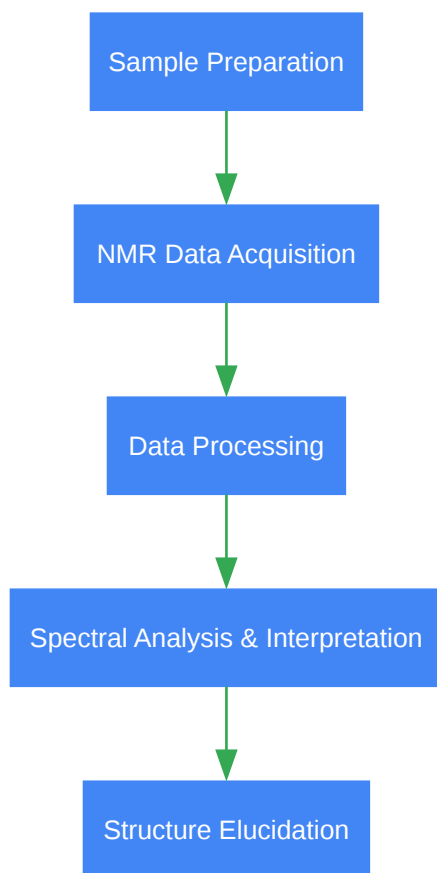 Sample Preparation
NMR Data Acquisition
Data Processing
Spectral Analysis & Interpretation
Structure Elucidation